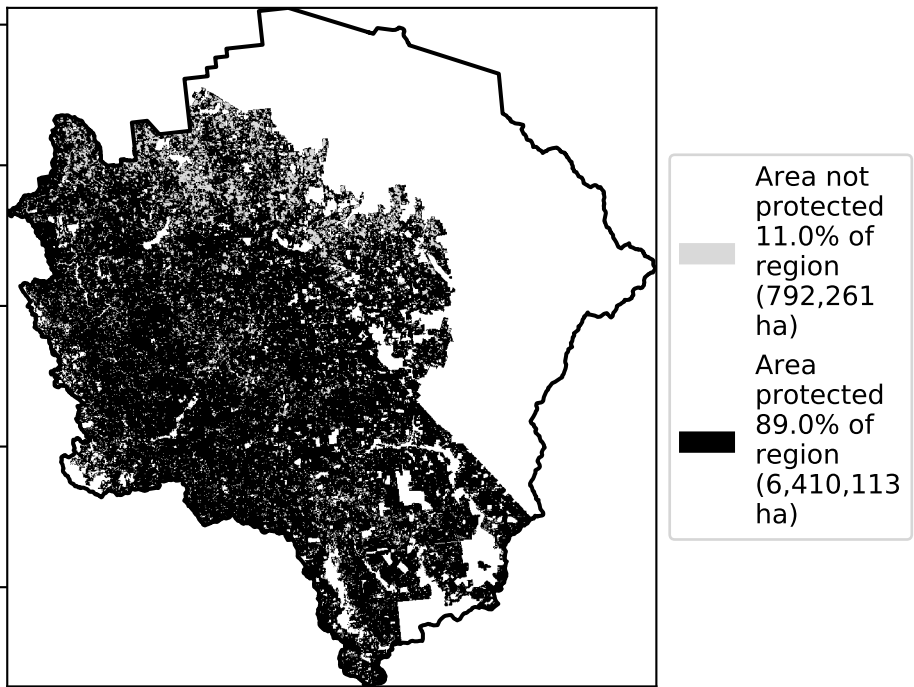 Area not
protected
11.0% of
region
(792,261
ha)
Area
protected
89.0% of
region
(6,410,113
ha)